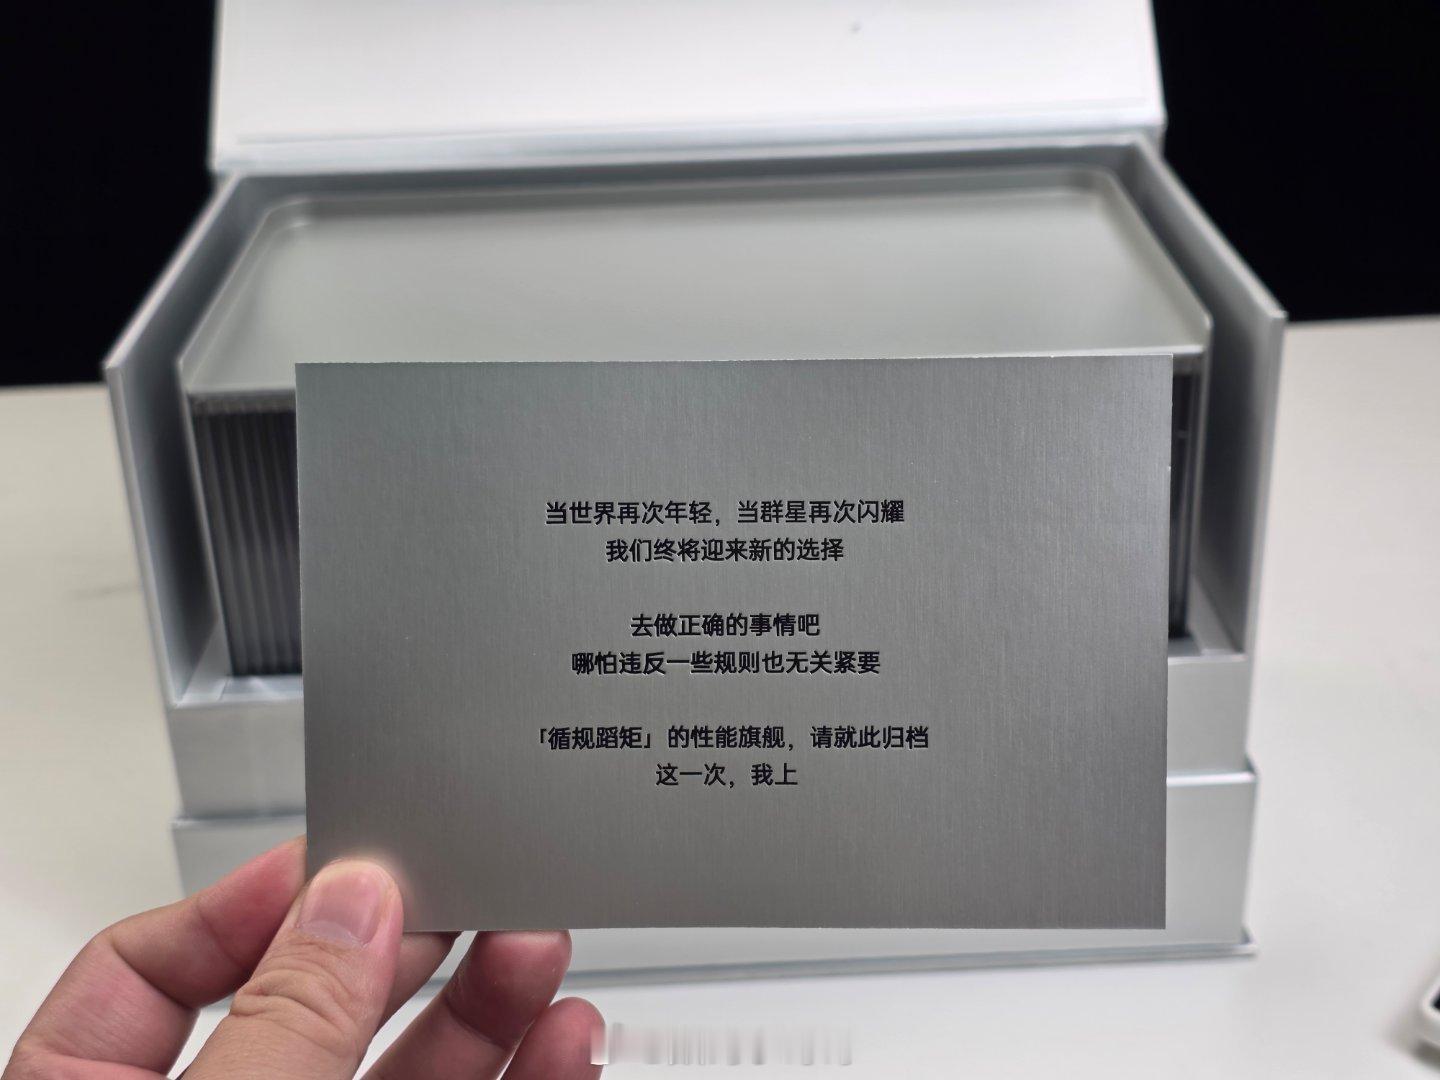 当世界再次年轻，当群星再次闪耀
我们终将迎来新的选择
去做正确的事情吧
哪怕违反一些规则也无关紧要
「循规蹈矩」的性能旗舰，请就此归档
这一次，我上